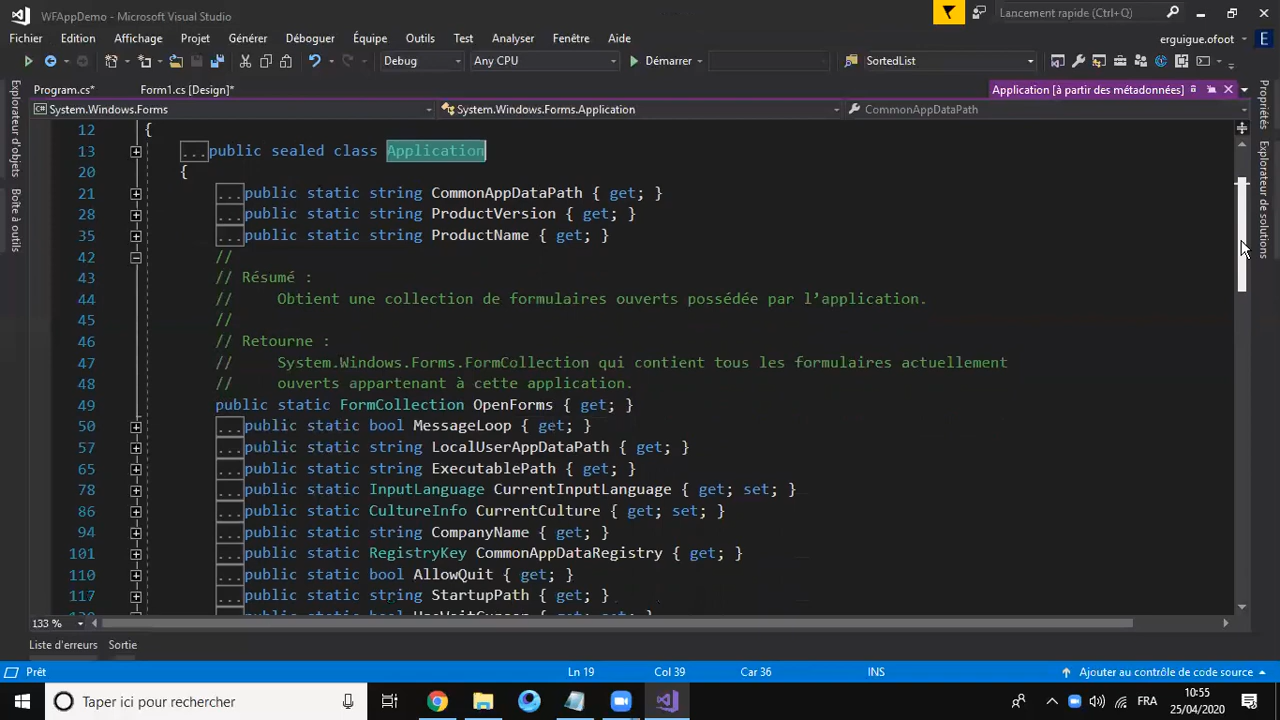 WFAppDemo - Microsoft Visual Studio
Lancement rapide (Ctrl+Q)
Fichier Edition Affichage Projet Générer Déboguer Équipe Outils Test Analyser Fenêtre Aide
erguigue.ofoot E
Debug Any CPU Démarrer SortedList
Program.cs* Form1.cs [Design]* Application [à partir des métadonnées]
System.Windows.Forms System.Windows.Forms.Application CommonAppDataPath
Explorateur d'objets
Boîte à outils
Propriétés
Explorateur de solutions
12 {
13 ...public sealed class Application
20 {
21 ...public static string CommonAppDataPath { get; }
28 ...public static string ProductVersion { get; }
35 ...public static string ProductName { get; }
42 //
43 // Résumé :
44 // Obtient une collection de formulaires ouverts possédée par l’application.
45 //
46 // Retourne :
47 // System.Windows.Forms.FormCollection qui contient tous les formulaires actuellement
48 // ouverts appartenant à cette application.
49 public static FormCollection OpenForms { get; }
50 ...public static bool MessageLoop { get; }
57 ...public static string LocalUserAppDataPath { get; }
65 ...public static string ExecutablePath { get; }
78 ...public static InputLanguage CurrentInputLanguage { get; set; }
86 ...public static CultureInfo CurrentCulture { get; set; }
94 ...public static string CompanyName { get; }
101 ...public static RegistryKey CommonAppDataRegistry { get; }
110 ...public static bool AllowQuit { get; }
117 ...public static string StartupPath { get; }
133 %
Liste d'erreurs Sortie
Prêt Ln 19 Col 39 Car 36 INS Ajouter au contrôle de code source
Taper ici pour rechercher
FRA
10:55
25/04/2020